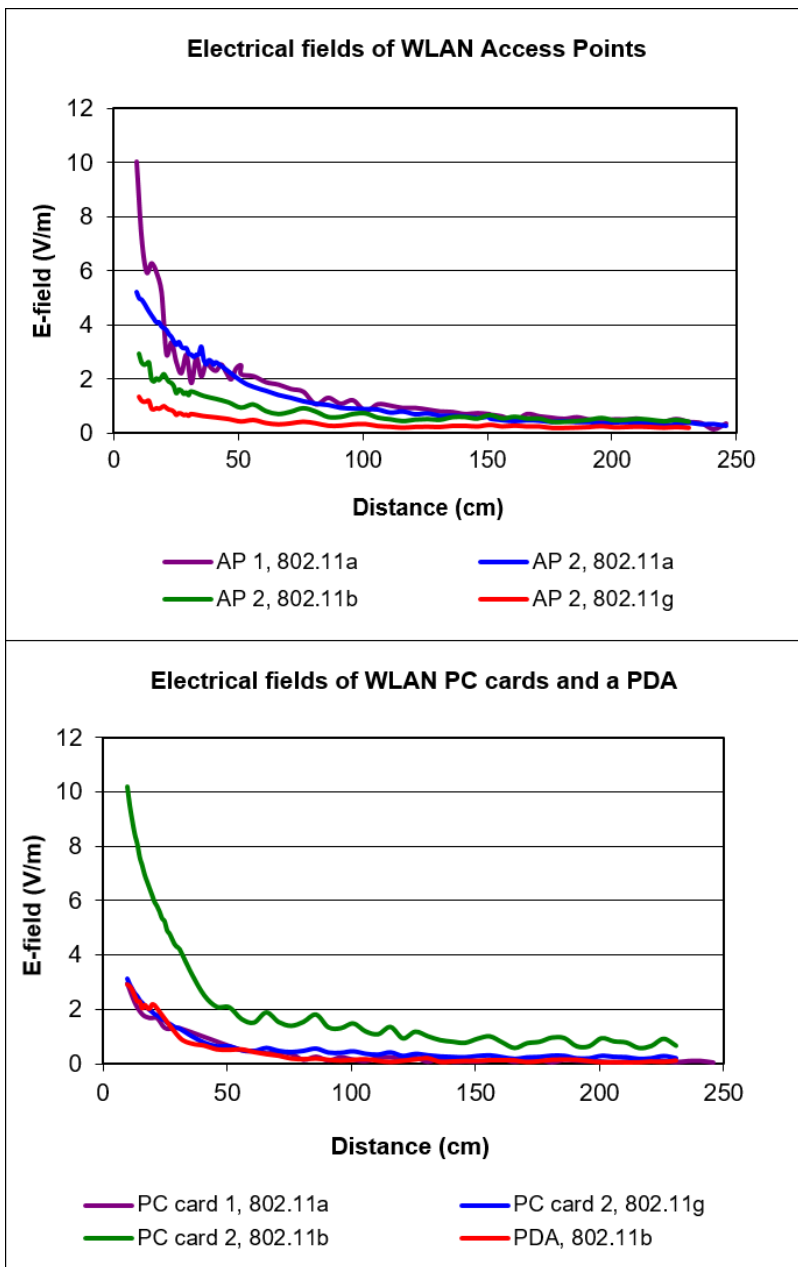 Electrical fields of WLAN Access Points
12
10
8
6
4
2
0
E-field (V/m)
0 50 100 150 200 250
Distance (cm)
AP 1, 802.11a AP 2, 802.11a
AP 2, 802.11b AP 2, 802.11g
Electrical fields of WLAN PC cards and a PDA
12
10
8
6
4
2
0
E-field (V/m)
0 50 100 150 200 250
Distance (cm)
PC card 1, 802.11a PC card 2, 802.11g
PC card 2, 802.11b PDA, 802.11b